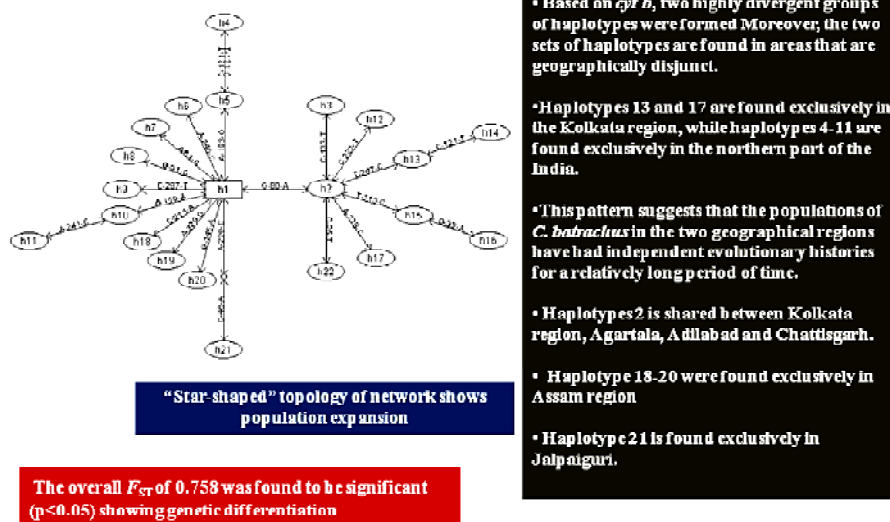 h4
h5
h6
h3
h7
h12
h14
h8
h13
h9
C-297-T
h1
G-80-A
h2
h10
h15
h11
h18
h16
h19
h17
h20
h22
h21
"Star-shaped" topology of network shows
population expansion
The overall FST of 0.758 was found to be significant
(p<0.05) showing genetic differentiation
• Based on cyt b, two highly divergent groups
of haplotypes were formed Moreover, the two
sets of haplotypes are found in areas that are
geographically disjunct.
•Haplotypes 13 and 17 are found exclusively in
the Kolkata region, while haplotypes 4-11 are
found exclusively in the northern part of the
India.
•This pattern suggests that the populations of
C. batrachus in the two geographical regions
have had independent evolutionary histories
for a relatively long period of time.
• Haplotypes 2 is shared between Kolkata
region, Agartala, Adilabad and Chattisgarh.
• Haplotype 18-20 were found exclusively in
Assam region
• Haplotype 21 is found exclusively in
Jalpaiguri.